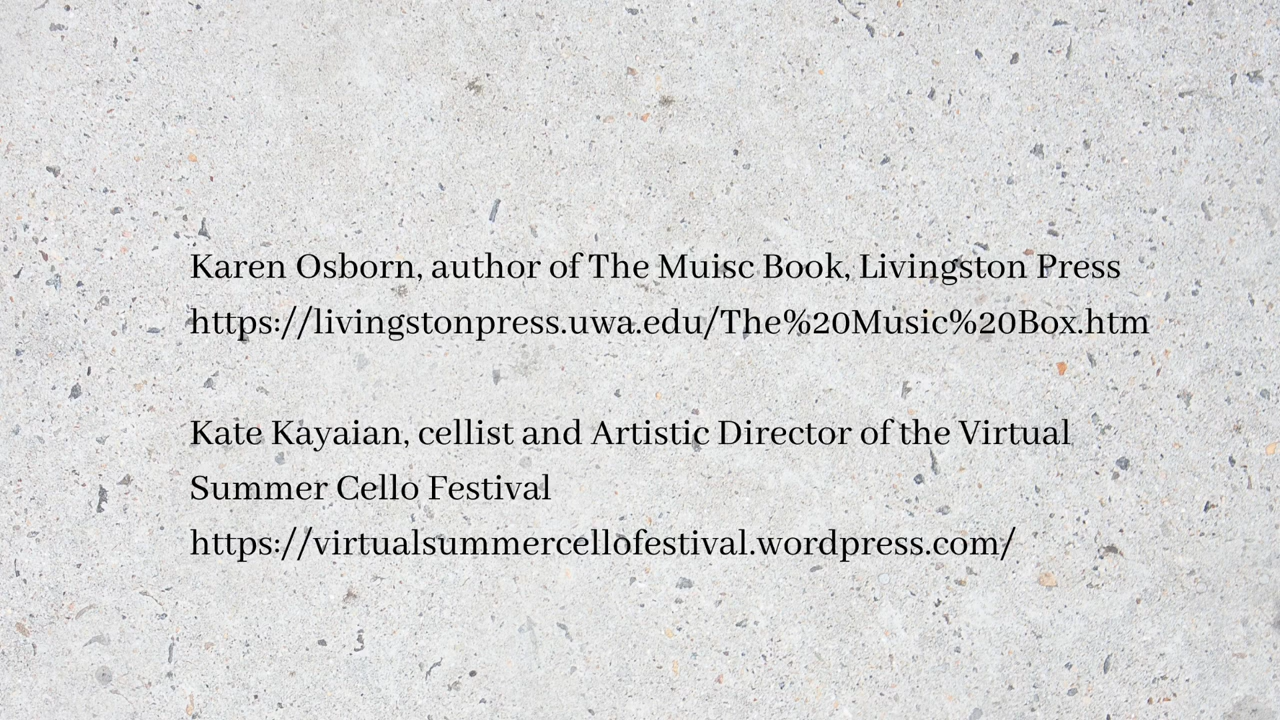 Karen Osborn, author of The Muisc Book, Livingston Press
https://livingstonpress.uwa.edu/The%20Music%20Box.htm
Kate Kayaian, cellist and Artistic Director of the Virtual
Summer Cello Festival
https://virtualsummercellofestival.wordpress.com/